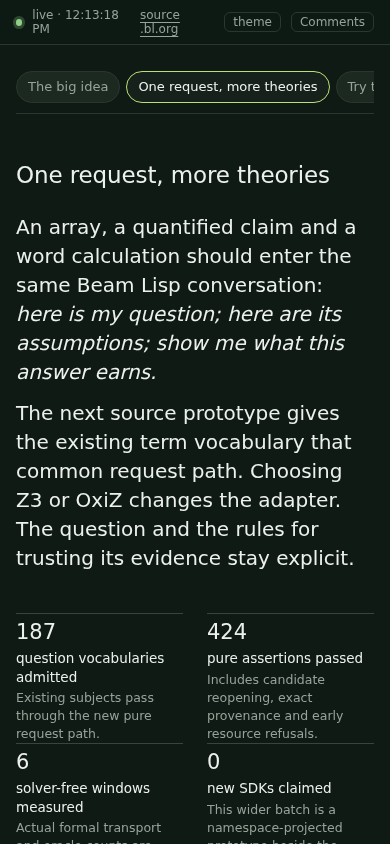 live · 12:13:18 PM
source .bl.org
theme
Comments
The big idea
One request, more theories
Try t
One request, more theories
An array, a quantified claim and a
word calculation should enter the
same Beam Lisp conversation:
here is my question; here are its
assumptions; show me what this
answer earns.
The next source prototype gives
the existing term vocabulary that
common request path. Choosing
Z3 or OxiZ changes the adapter.
The question and the rules for
trusting its evidence stay explicit.
187
question vocabularies
admitted
Existing subjects pass
through the new pure
request path.
424
pure assertions passed
Includes candidate
reopening, exact
provenance and early
resource refusals.
6
solver-free windows
measured
Actual formal transport
0
new SDKs claimed
This wider batch is a
namespace-projected